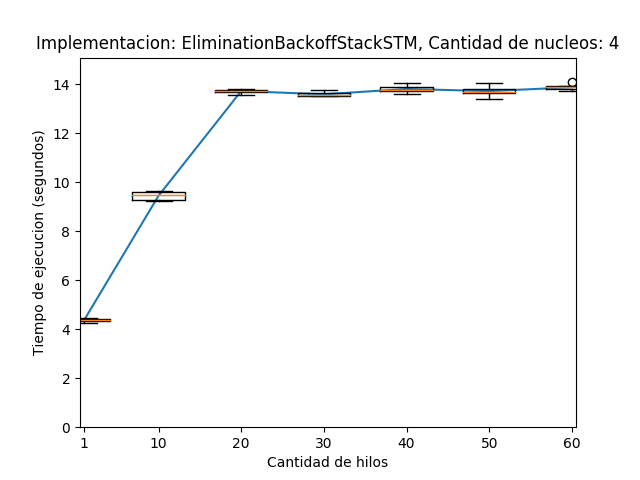 Implementacion: EliminationBackoffStackSTM, Cantidad de nucleos: 4
Tiempo de ejecucion (segundos)
14
12
10
8
6
4
2
0
1 10 20 30 40 50 60
Cantidad de hilos